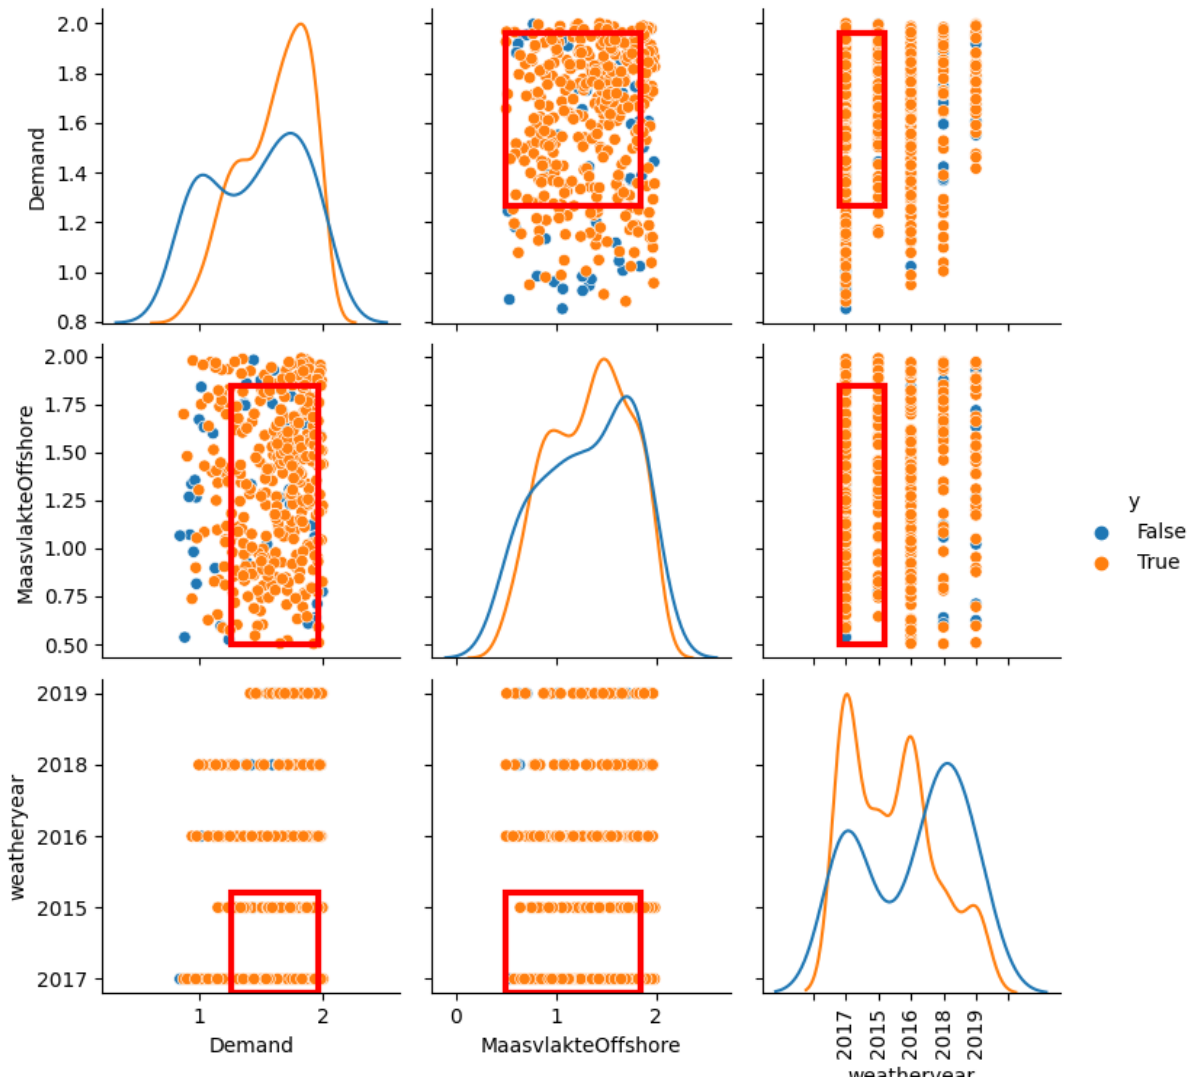 2.0
1.8
1.6
1.4
1.2
1.0
0.8
Demand
2.00
1.75
1.50
1.25
1.00
0.75
0.50
MaasvlakteOffshore
y
False
True
2019
2018
2016
2015
2017
weatheryear
1 2
Demand
0 1 2
MaasvlakteOffshore
2017
2015
2016
2018
2019
weatheryear